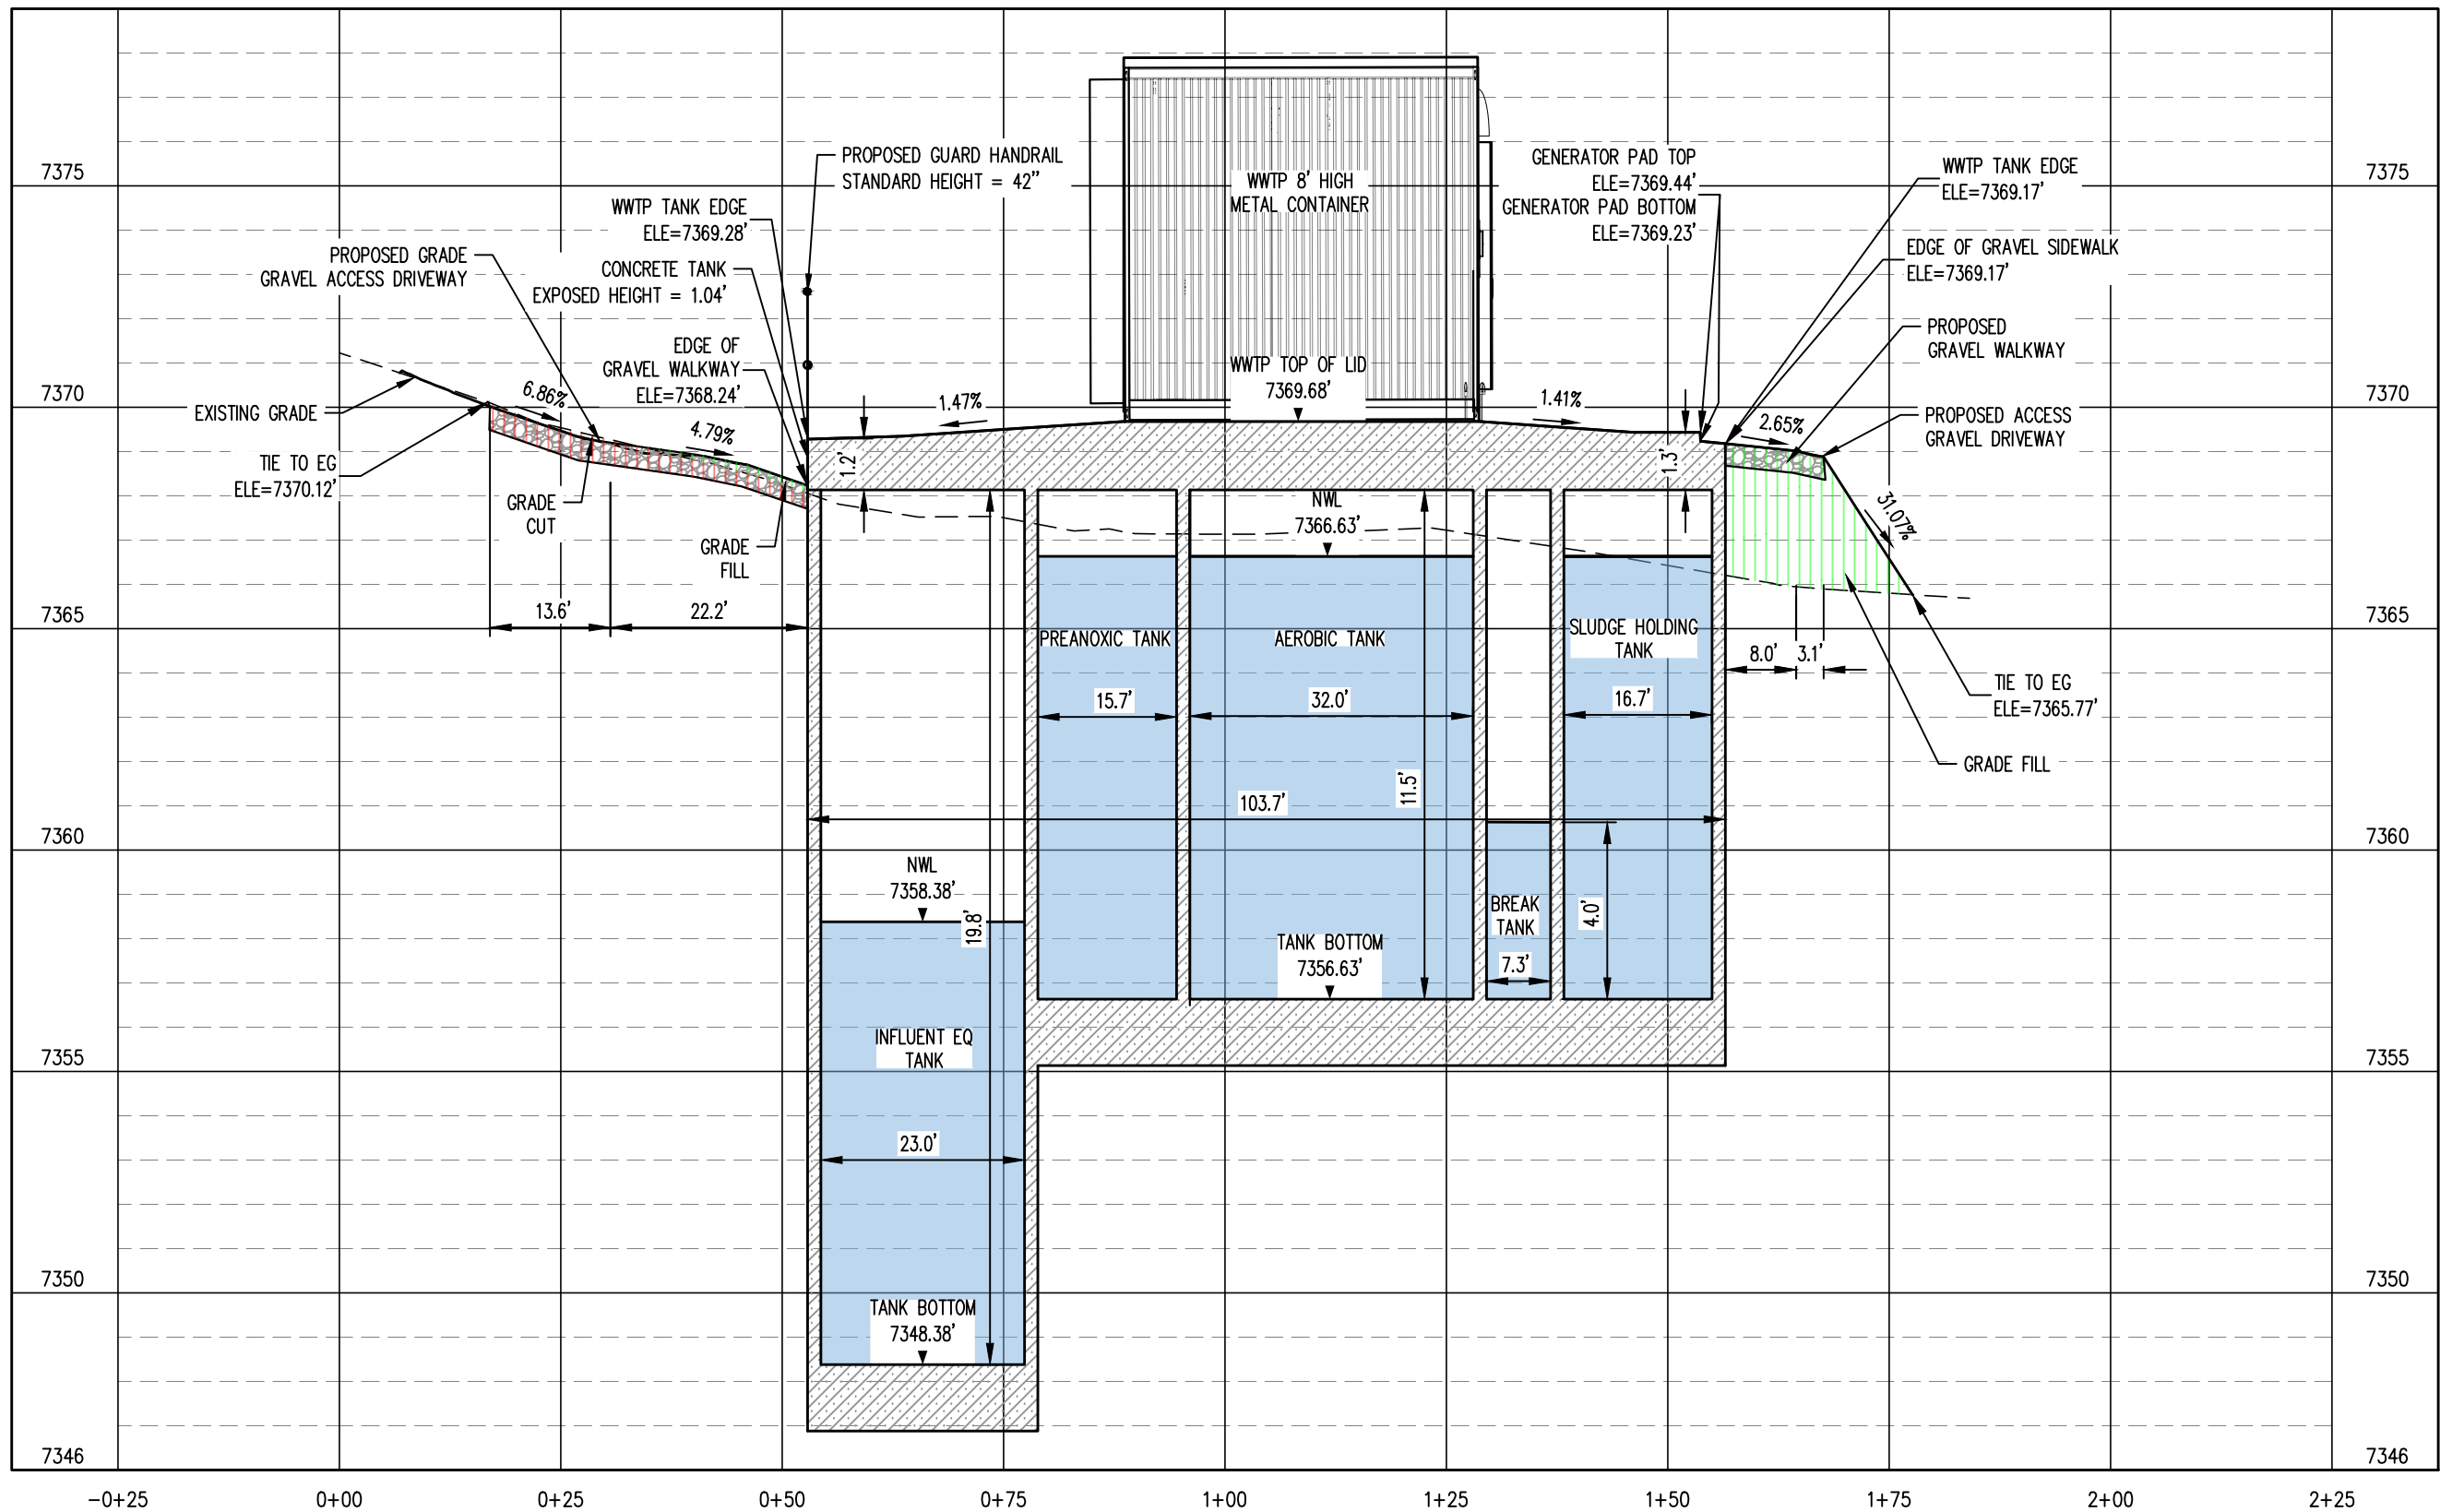 PROPOSED GUARD HANDRAIL
STANDARD HEIGHT = 42"
WWTP TANK EDGE
ELE=7369.28'
PROPOSED GRADE
GRAVEL ACCESS DRIVEWAY
CONCRETE TANK
EXPOSED HEIGHT = 1.04'
EDGE OF
GRAVEL WALKWAY
ELE=7368.24'
EXISTING GRADE
TIE TO EG
ELE=7370.12'
6.86%
4.79%
GRADE
CUT
GRADE
FILL
13.6'
22.2'
1.47%
1.2'
WWTP 8' HIGH
METAL CONTAINER
WWTP TOP OF LID
7369.68'
1.41%
1.3'
GENERATOR PAD TOP
ELE=7369.44'
GENERATOR PAD BOTTOM
ELE=7369.23'
WWTP TANK EDGE
ELE=7369.17'
EDGE OF GRAVEL SIDEWALK
ELE=7369.17'
PROPOSED
GRAVEL WALKWAY
PROPOSED ACCESS
GRAVEL DRIVEWAY
2.65%
31.07%
8.0'
3.1'
TIE TO EG
ELE=7365.77'
GRADE FILL
NWL
7366.63'
PREANOXIC TANK
AEROBIC TANK
SLUDGE HOLDING
TANK
15.7'
32.0'
16.7'
103.7'
11.5'
NWL
7358.38'
19.8'
BREAK
TANK
7.3'
4.0'
TANK BOTTOM
7356.63'
INFLUENT EQ
TANK
23.0'
TANK BOTTOM
7348.38'
7375
7370
7365
7360
7355
7350
7346
7375
7370
7365
7360
7355
7350
7346
-0+25
0+00
0+25
0+50
0+75
1+00
1+25
1+50
1+75
2+00
2+25